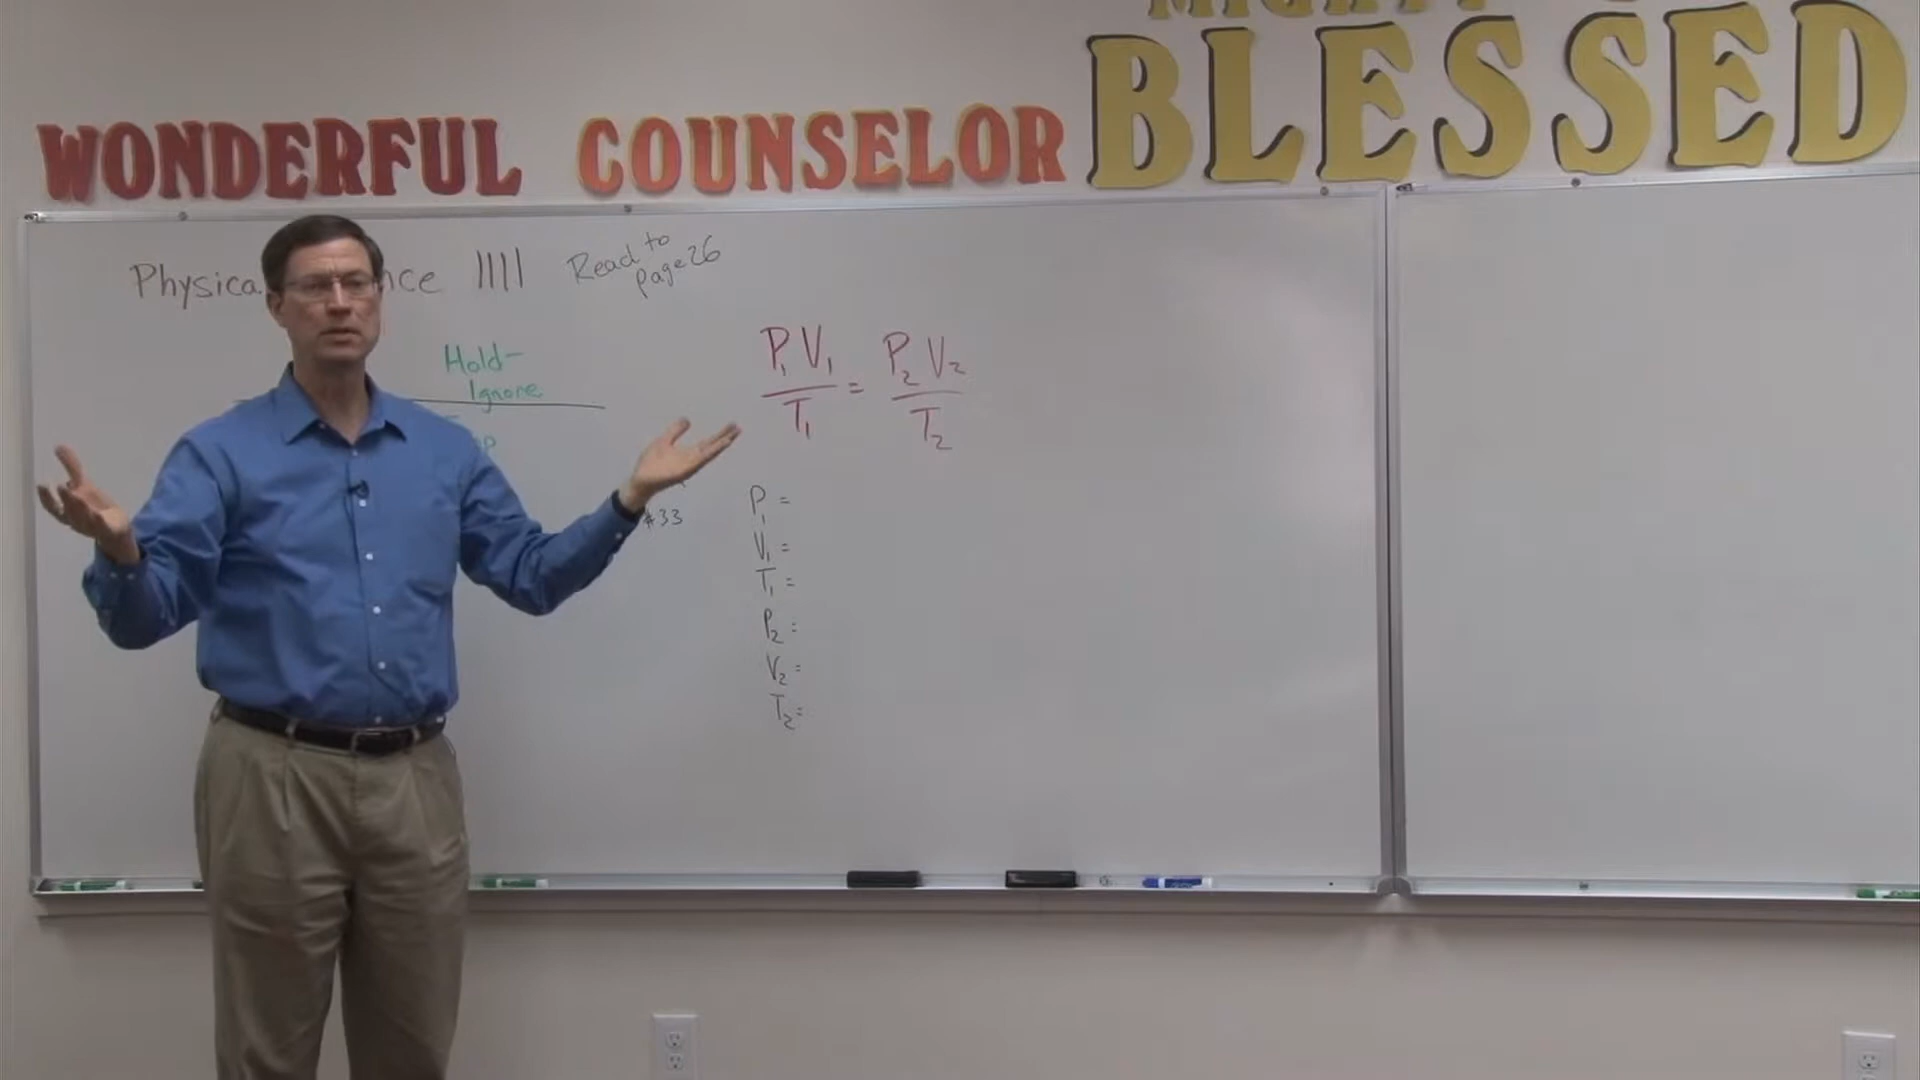 BLESSED
WONDERFUL COUNSELOR
Physica nce |||| Read to
page 26
Hold-
Ignore
P₁ V₁ = P₂ V₂
T₁ T₂
#33
P₁ =
V₁ =
T₁ =
P₂ =
V₂ =
T₂ =